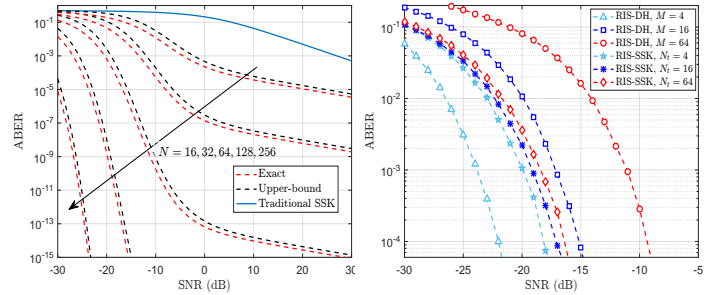 10^{-1}
10^{-3}
10^{-5}
10^{-7}
10^{-9}
10^{-11}
10^{-13}
10^{-15}
ABER
N = 16, 32, 64, 128, 256
Exact
Upper-bound
Traditional SSK
-30 -20 -10 0 10 20 30
SNR (dB)
10^{-1}
10^{-2}
10^{-3}
10^{-4}
ABER
RIS-DH, M = 4
RIS-DH, M = 16
RIS-DH, M = 64
RIS-SSK, N_t = 4
RIS-SSK, N_t = 16
RIS-SSK, N_t = 64
-30 -25 -20 -15 -10 -5
SNR (dB)